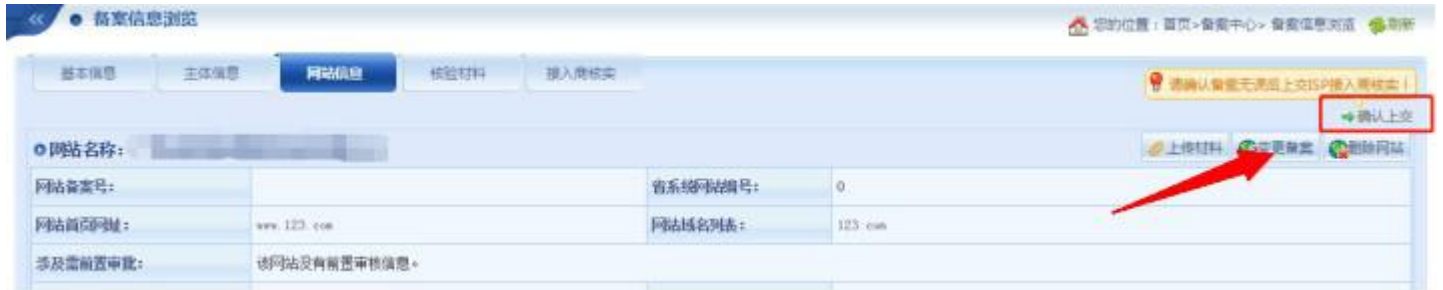 备案信息浏览
您的位置：首页>备案中心> 备案信息浏览 刷新
基本信息 主体信息 网站信息 核验材料 接入商核实
请确认备案无误后上交ISP接入商核实！
确认上交
网站名称：
上传材料 变更备案 删除网站
网站备案号： 省系统网站编号： 0
网站首页网址： www.123.com 网站域名列表： 123.com
涉及需前置审批： 该网站没有前置审核信息。